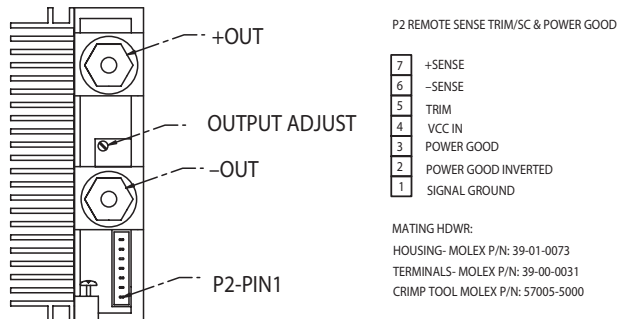 +OUT
OUTPUT ADJUST
–OUT
P2-PIN1
P2 REMOTE SENSE TRIM/SC & POWER GOOD
7 +SENSE
6 –SENSE
5 TRIM
4 VCC IN
3 POWER GOOD
2 POWER GOOD INVERTED
1 SIGNAL GROUND
MATING HDWR:
HOUSING- MOLEX P/N: 39-01-0073
TERMINALS- MOLEX P/N: 39-00-0031
CRIMP TOOL MOLEX P/N: 57005-5000